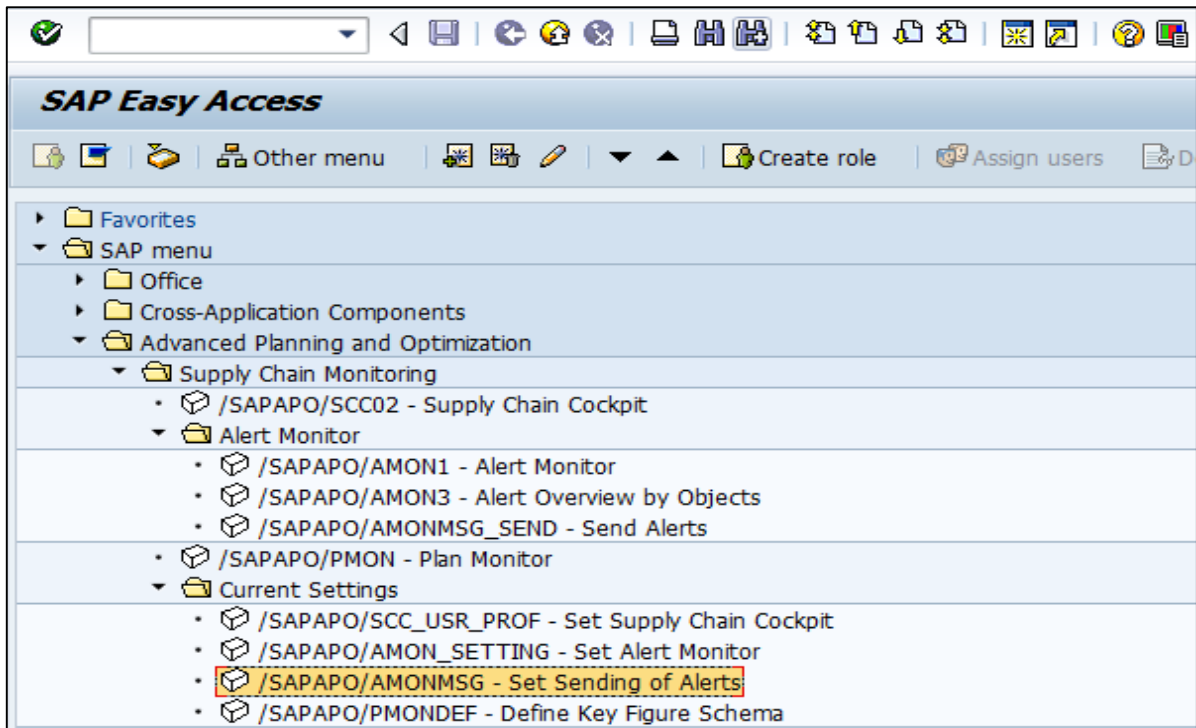 SAP Easy Access
Other menu Create role Assign users
Favorites
SAP menu
Office
Cross-Application Components
Advanced Planning and Optimization
Supply Chain Monitoring
/SAPAPO/SCC02 - Supply Chain Cockpit
Alert Monitor
/SAPAPO/AMON1 - Alert Monitor
/SAPAPO/AMON3 - Alert Overview by Objects
/SAPAPO/AMONMSG_SEND - Send Alerts
/SAPAPO/PMON - Plan Monitor
Current Settings
/SAPAPO/SCC_USR_PROF - Set Supply Chain Cockpit
/SAPAPO/AMON_SETTING - Set Alert Monitor
/SAPAPO/AMONMSG - Set Sending of Alerts
/SAPAPO/PMONDEF - Define Key Figure Schema